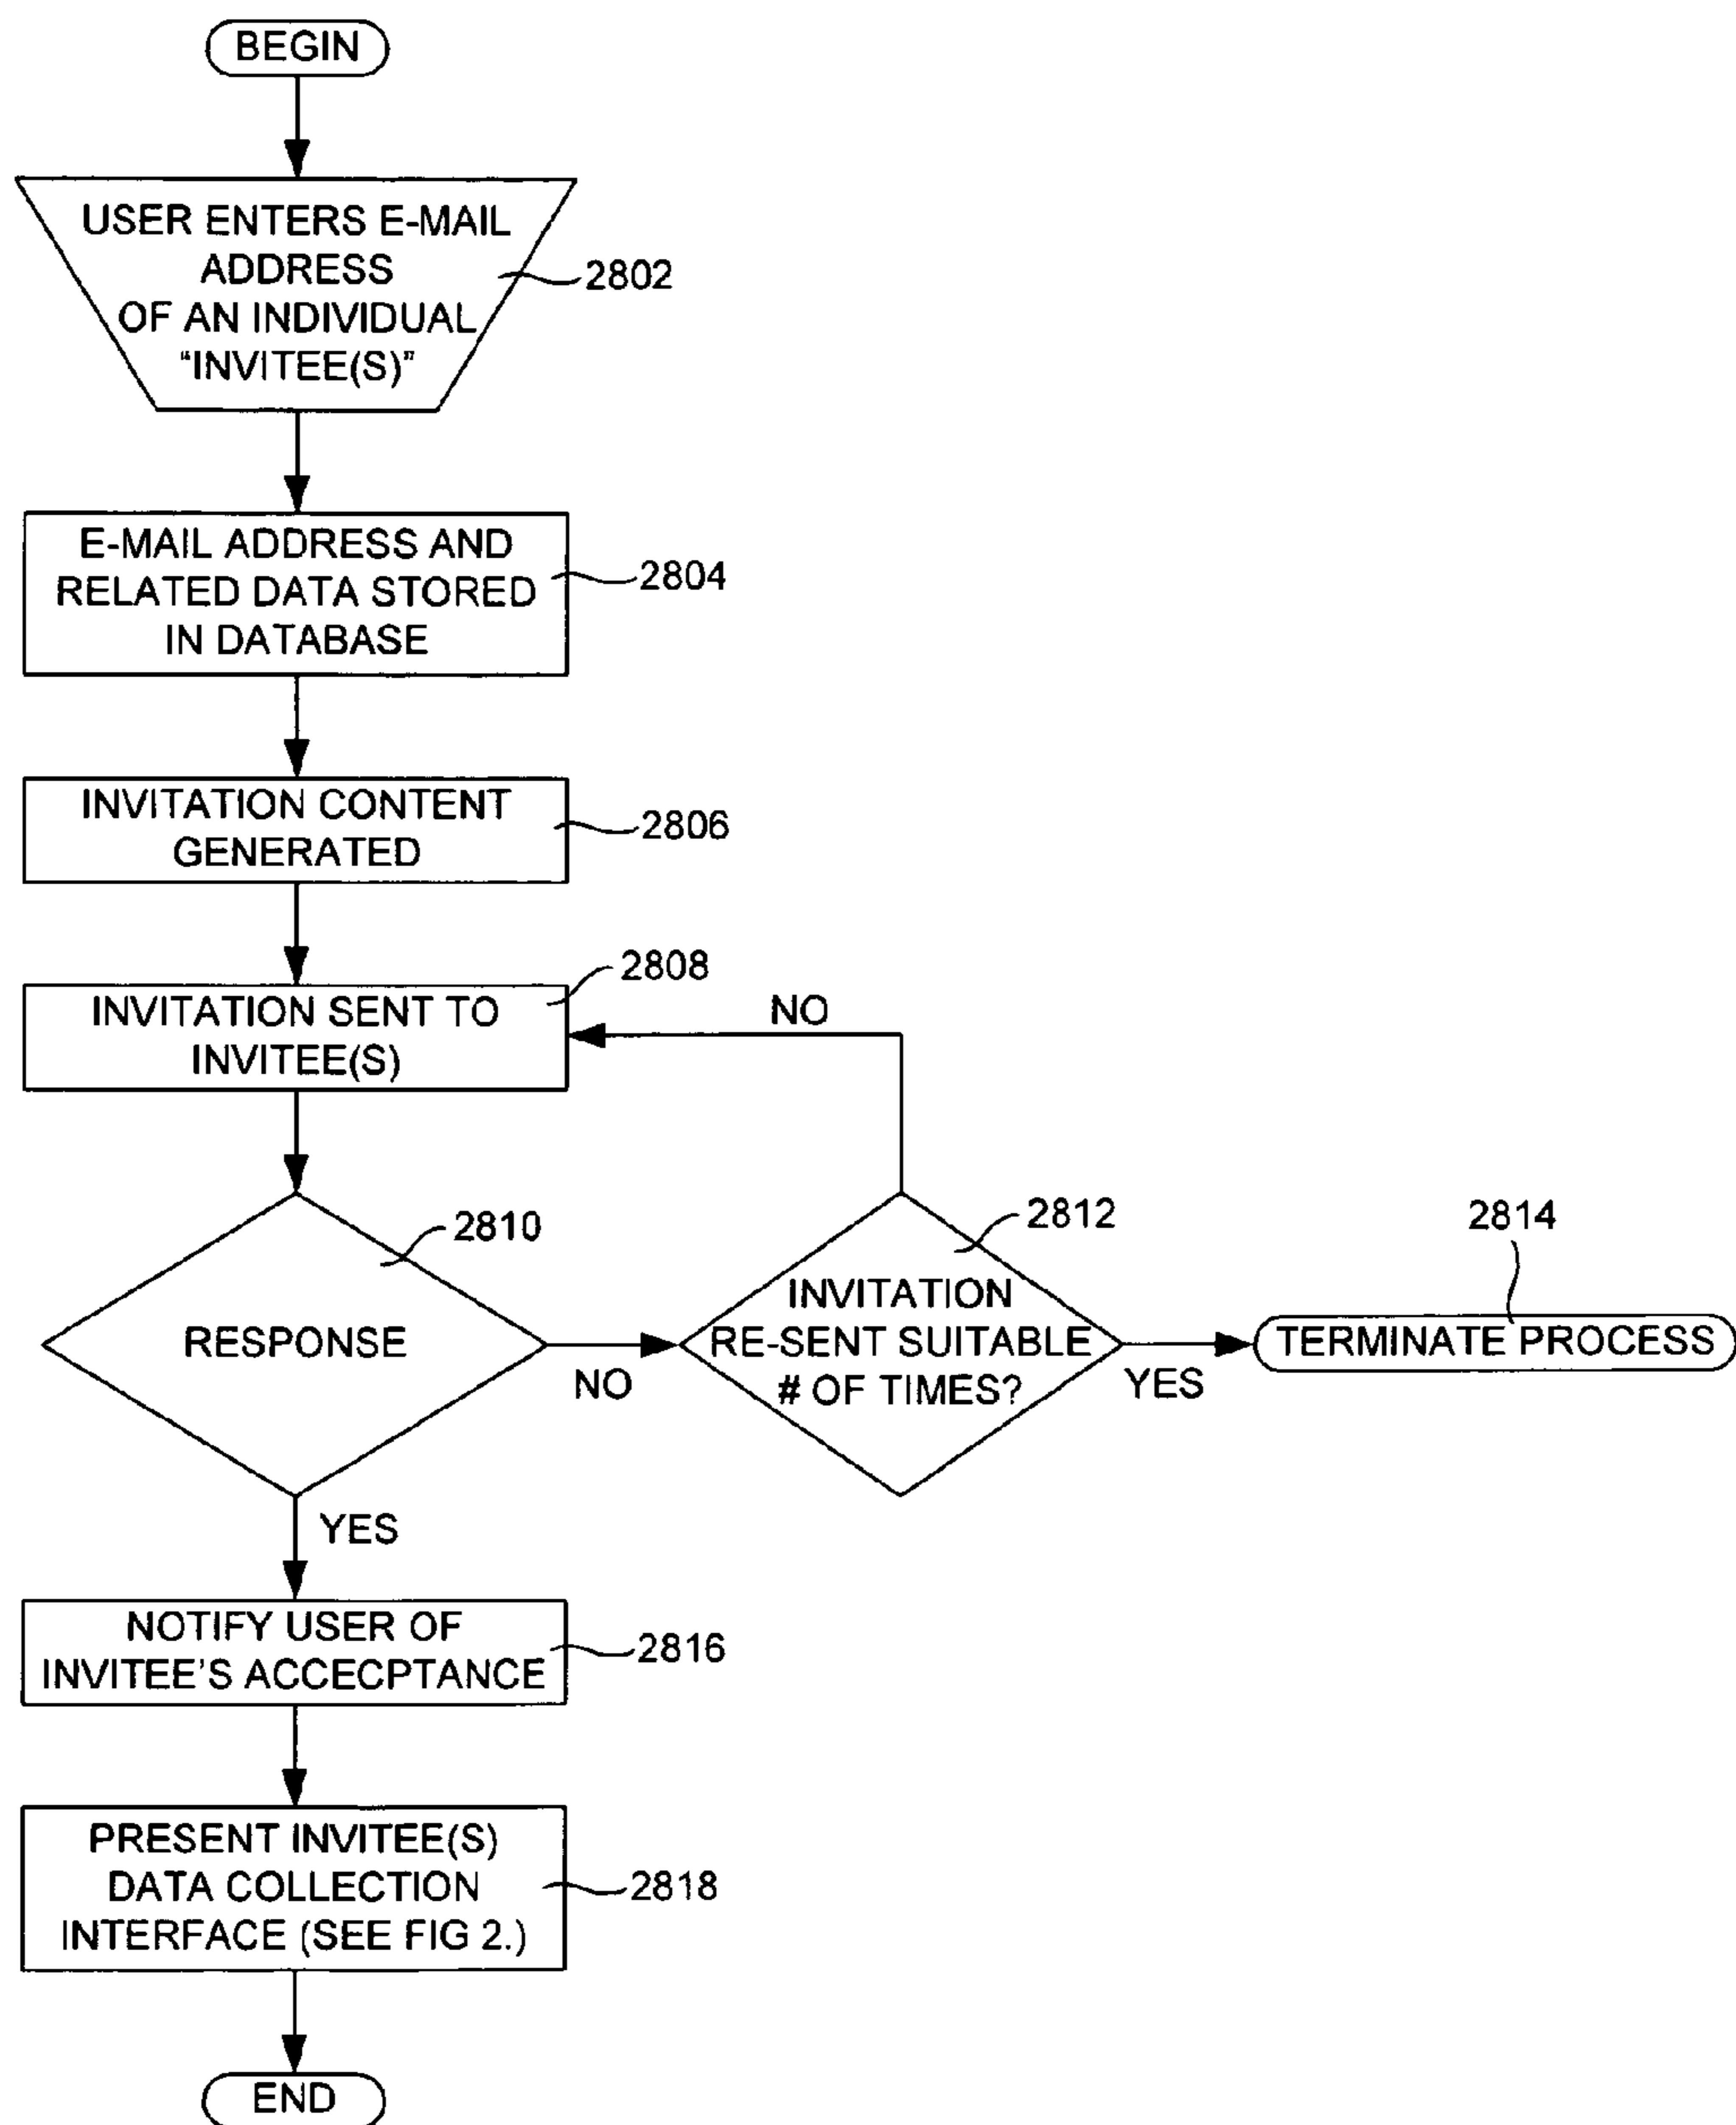 BEGIN
USER ENTERS E-MAIL
ADDRESS
OF AN INDIVIDUAL
“INVITEE(S)”
2802
E-MAIL ADDRESS AND
RELATED DATA STORED
IN DATABASE
2804
INVITATION CONTENT
GENERATED
2806
INVITATION SENT TO
INVITEE(S)
2808
NO
RESPONSE
2810
NO
INVITATION
RE-SENT SUITABLE
# OF TIMES?
2812
YES
TERMINATE PROCESS
2814
YES
NOTIFY USER OF
INVITEE'S ACCECPTANCE
2816
PRESENT INVITEE(S)
DATA COLLECTION
INTERFACE (SEE FIG 2.)
2818
END